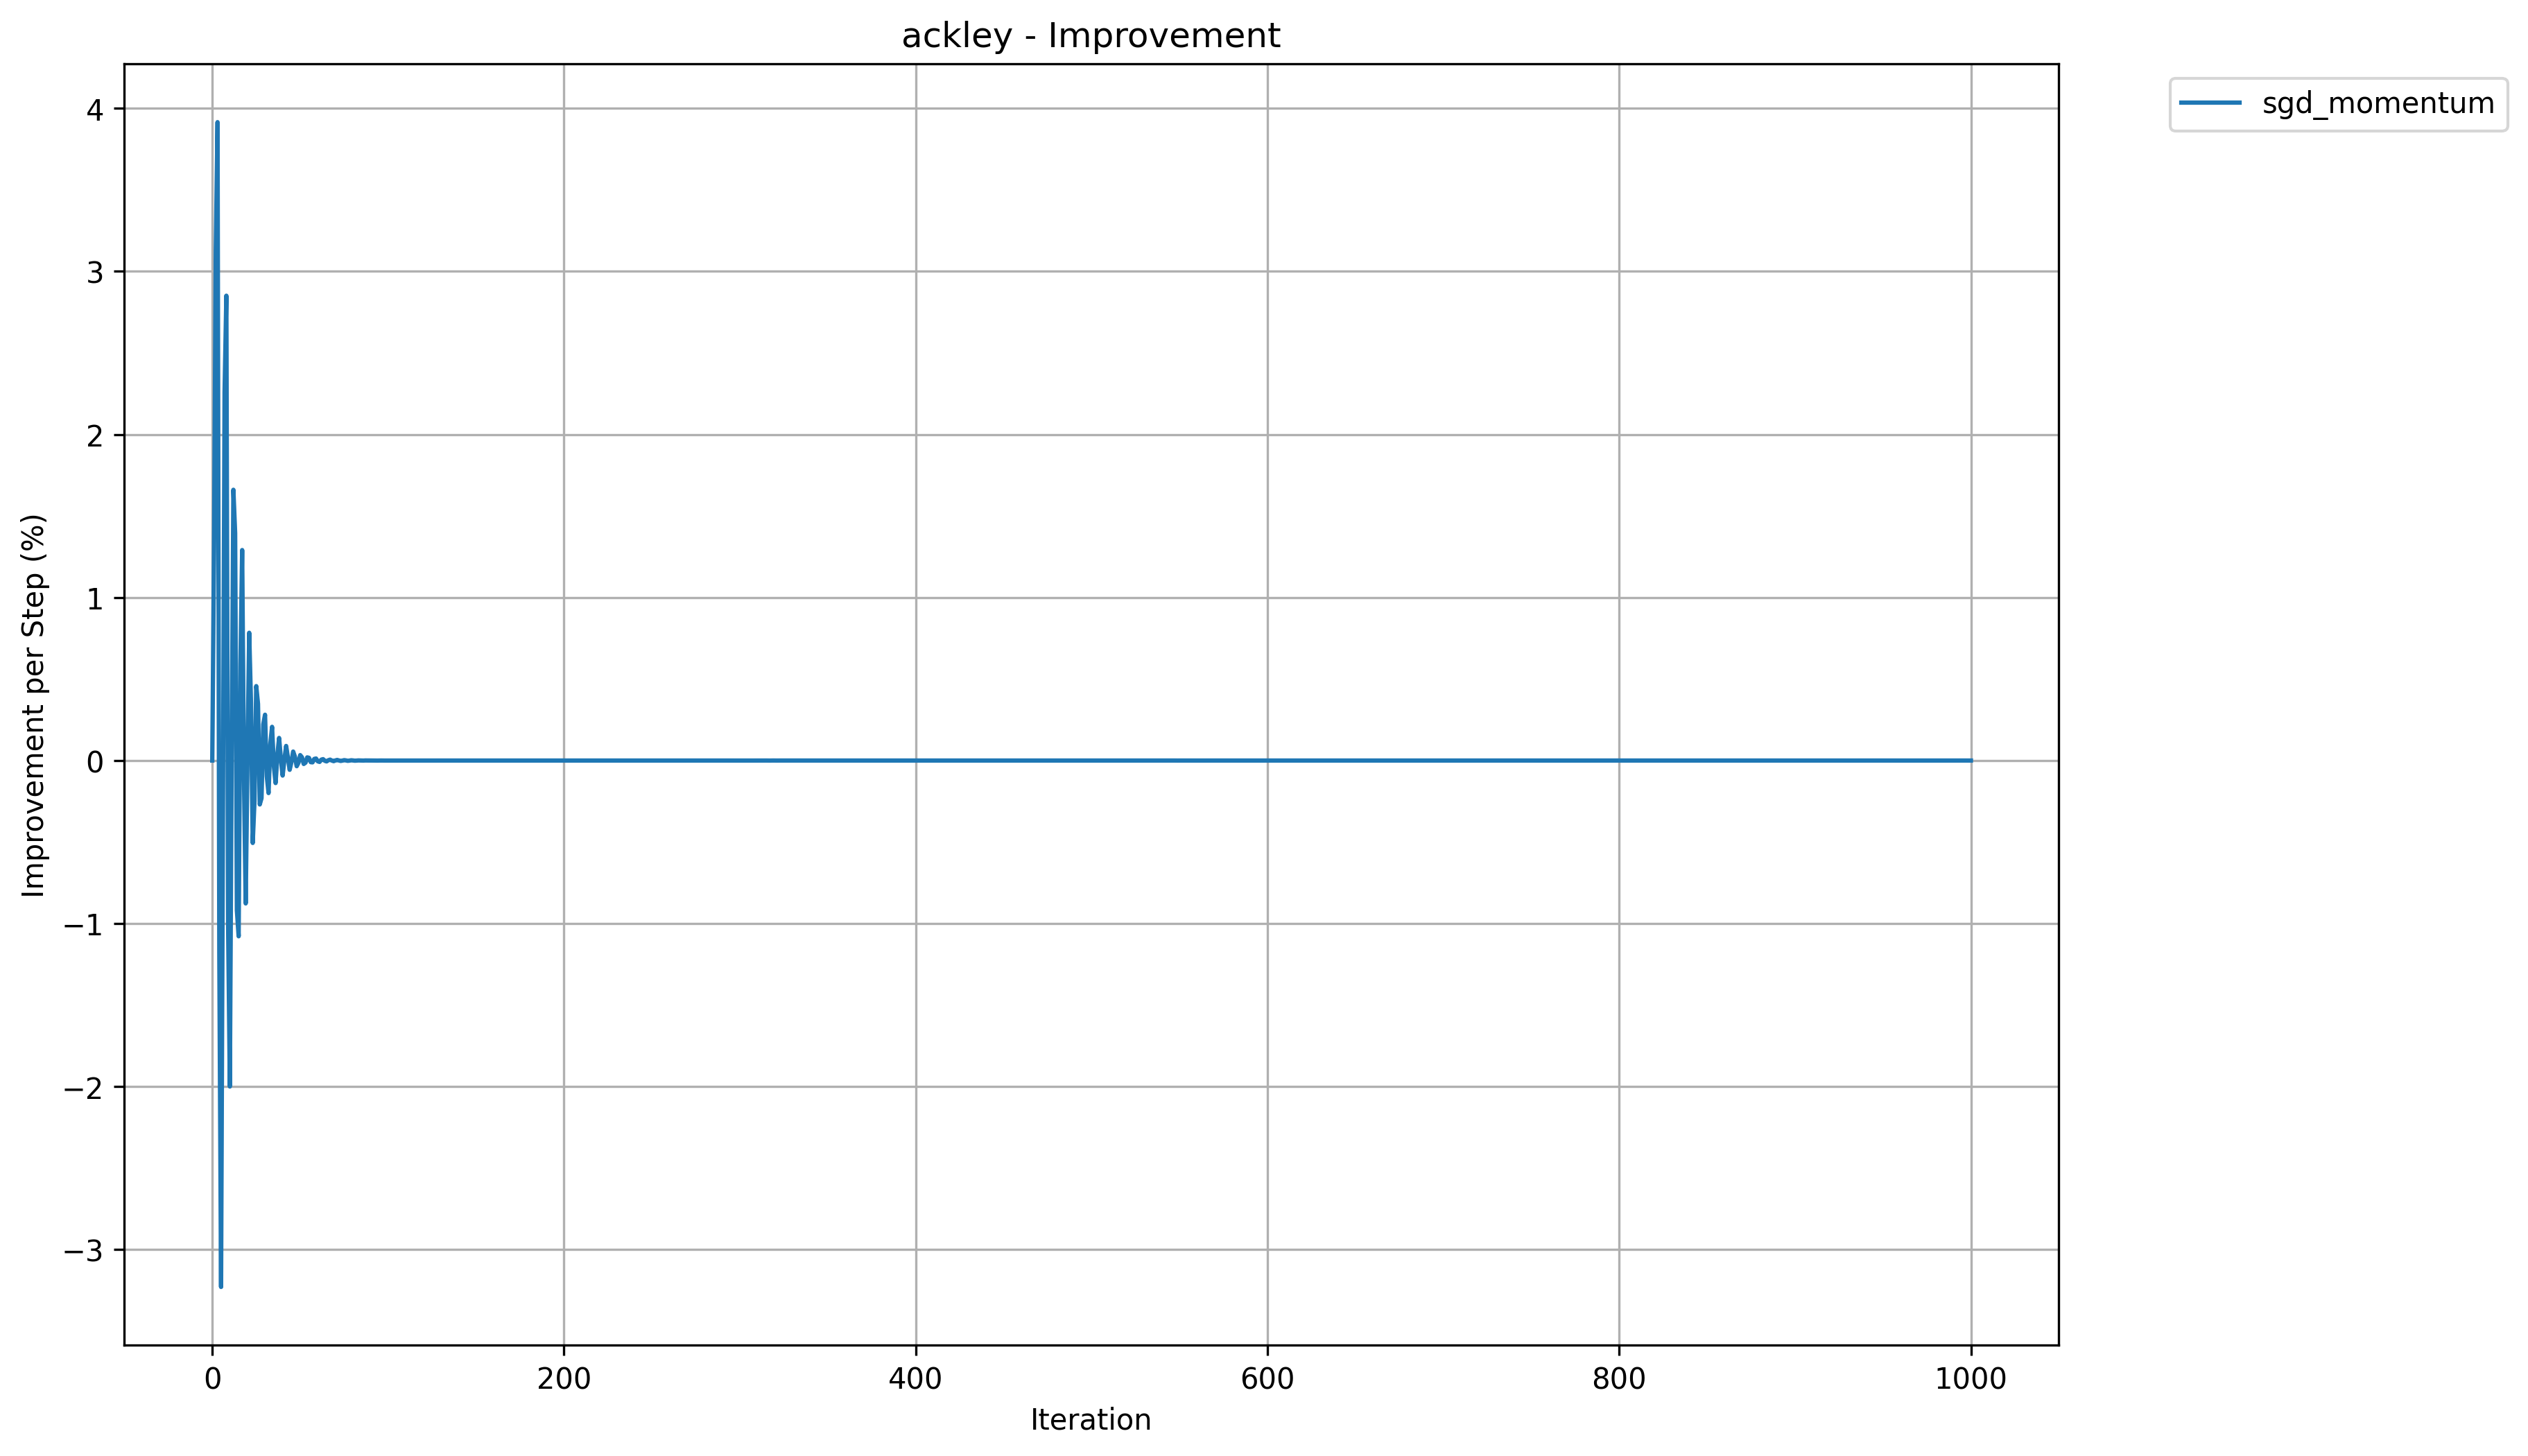 ackley - Improvement
sgd_momentum
Improvement per Step (%)
4
3
2
1
0
−1
−2
−3
0 200 400 600 800 1000
Iteration